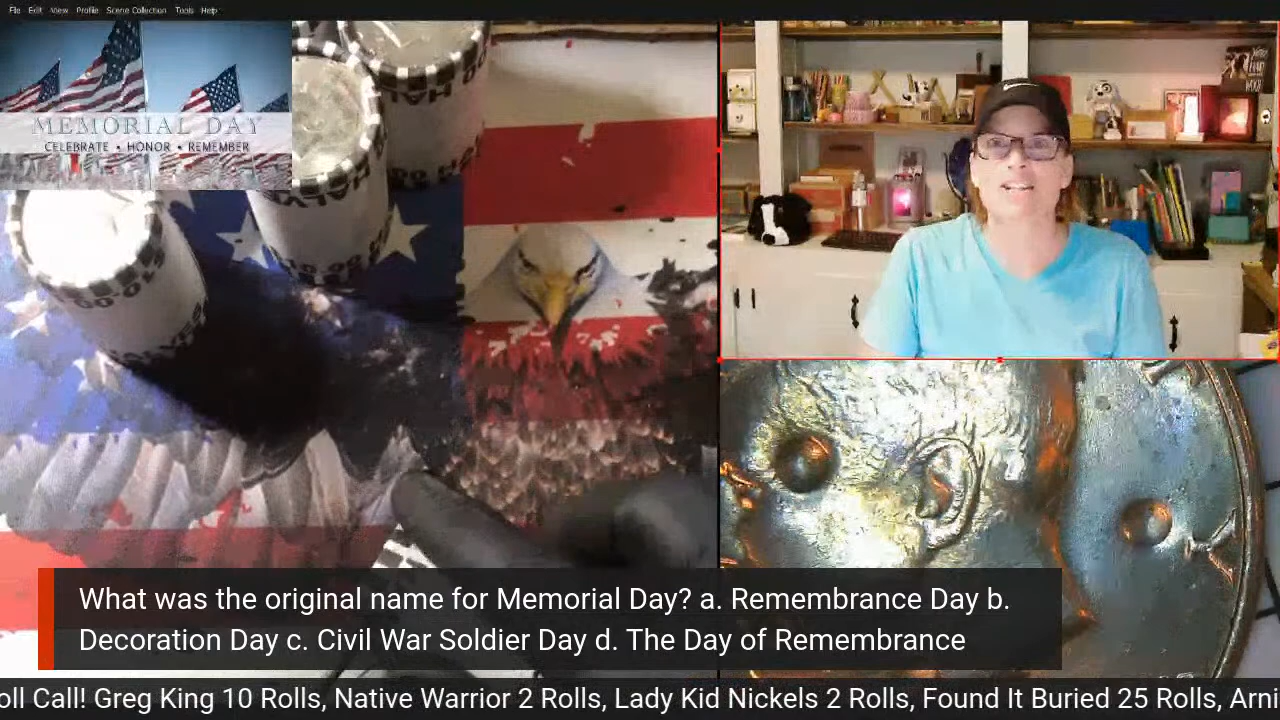 File Edit View Profile Scene Collection Tools Help
MEMORIAL DAY
CELEBRATE • HONOR • REMEMBER
What was the original name for Memorial Day? a. Remembrance Day b.
Decoration Day c. Civil War Soldier Day d. The Day of Remembrance
oll Call! Greg King 10 Rolls, Native Warrior 2 Rolls, Lady Kid Nickels 2 Rolls, Found It Buried 25 Rolls, Arni